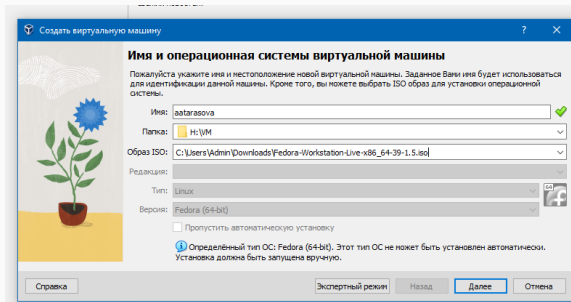 Создать виртуальную машину
Имя и операционная системы виртуальной машины
Пожалуйста укажите имя и местоположение новой виртуальной машины. Заданное Вами имя будет использоваться
для идентификации данной машины. Кроме того, вы можете выбрать ISO образ для установки операционной
системы.
Имя: aatarasova
Папка: H:\VM
Образ ISO: C:\Users\Admin\Downloads\Fedora-Workstation-Live-x86_64-39-1.5.iso
Редакция:
Тип: Linux
64
Версия: Fedora (64-bit)
Пропустить автоматическую установку
Определённый тип ОС: Fedora (64-bit). Этот тип ОС не может быть установлен автоматически.
Установка должна быть запущена вручную.
Справка Экспертный режим Назад Далее Отмена